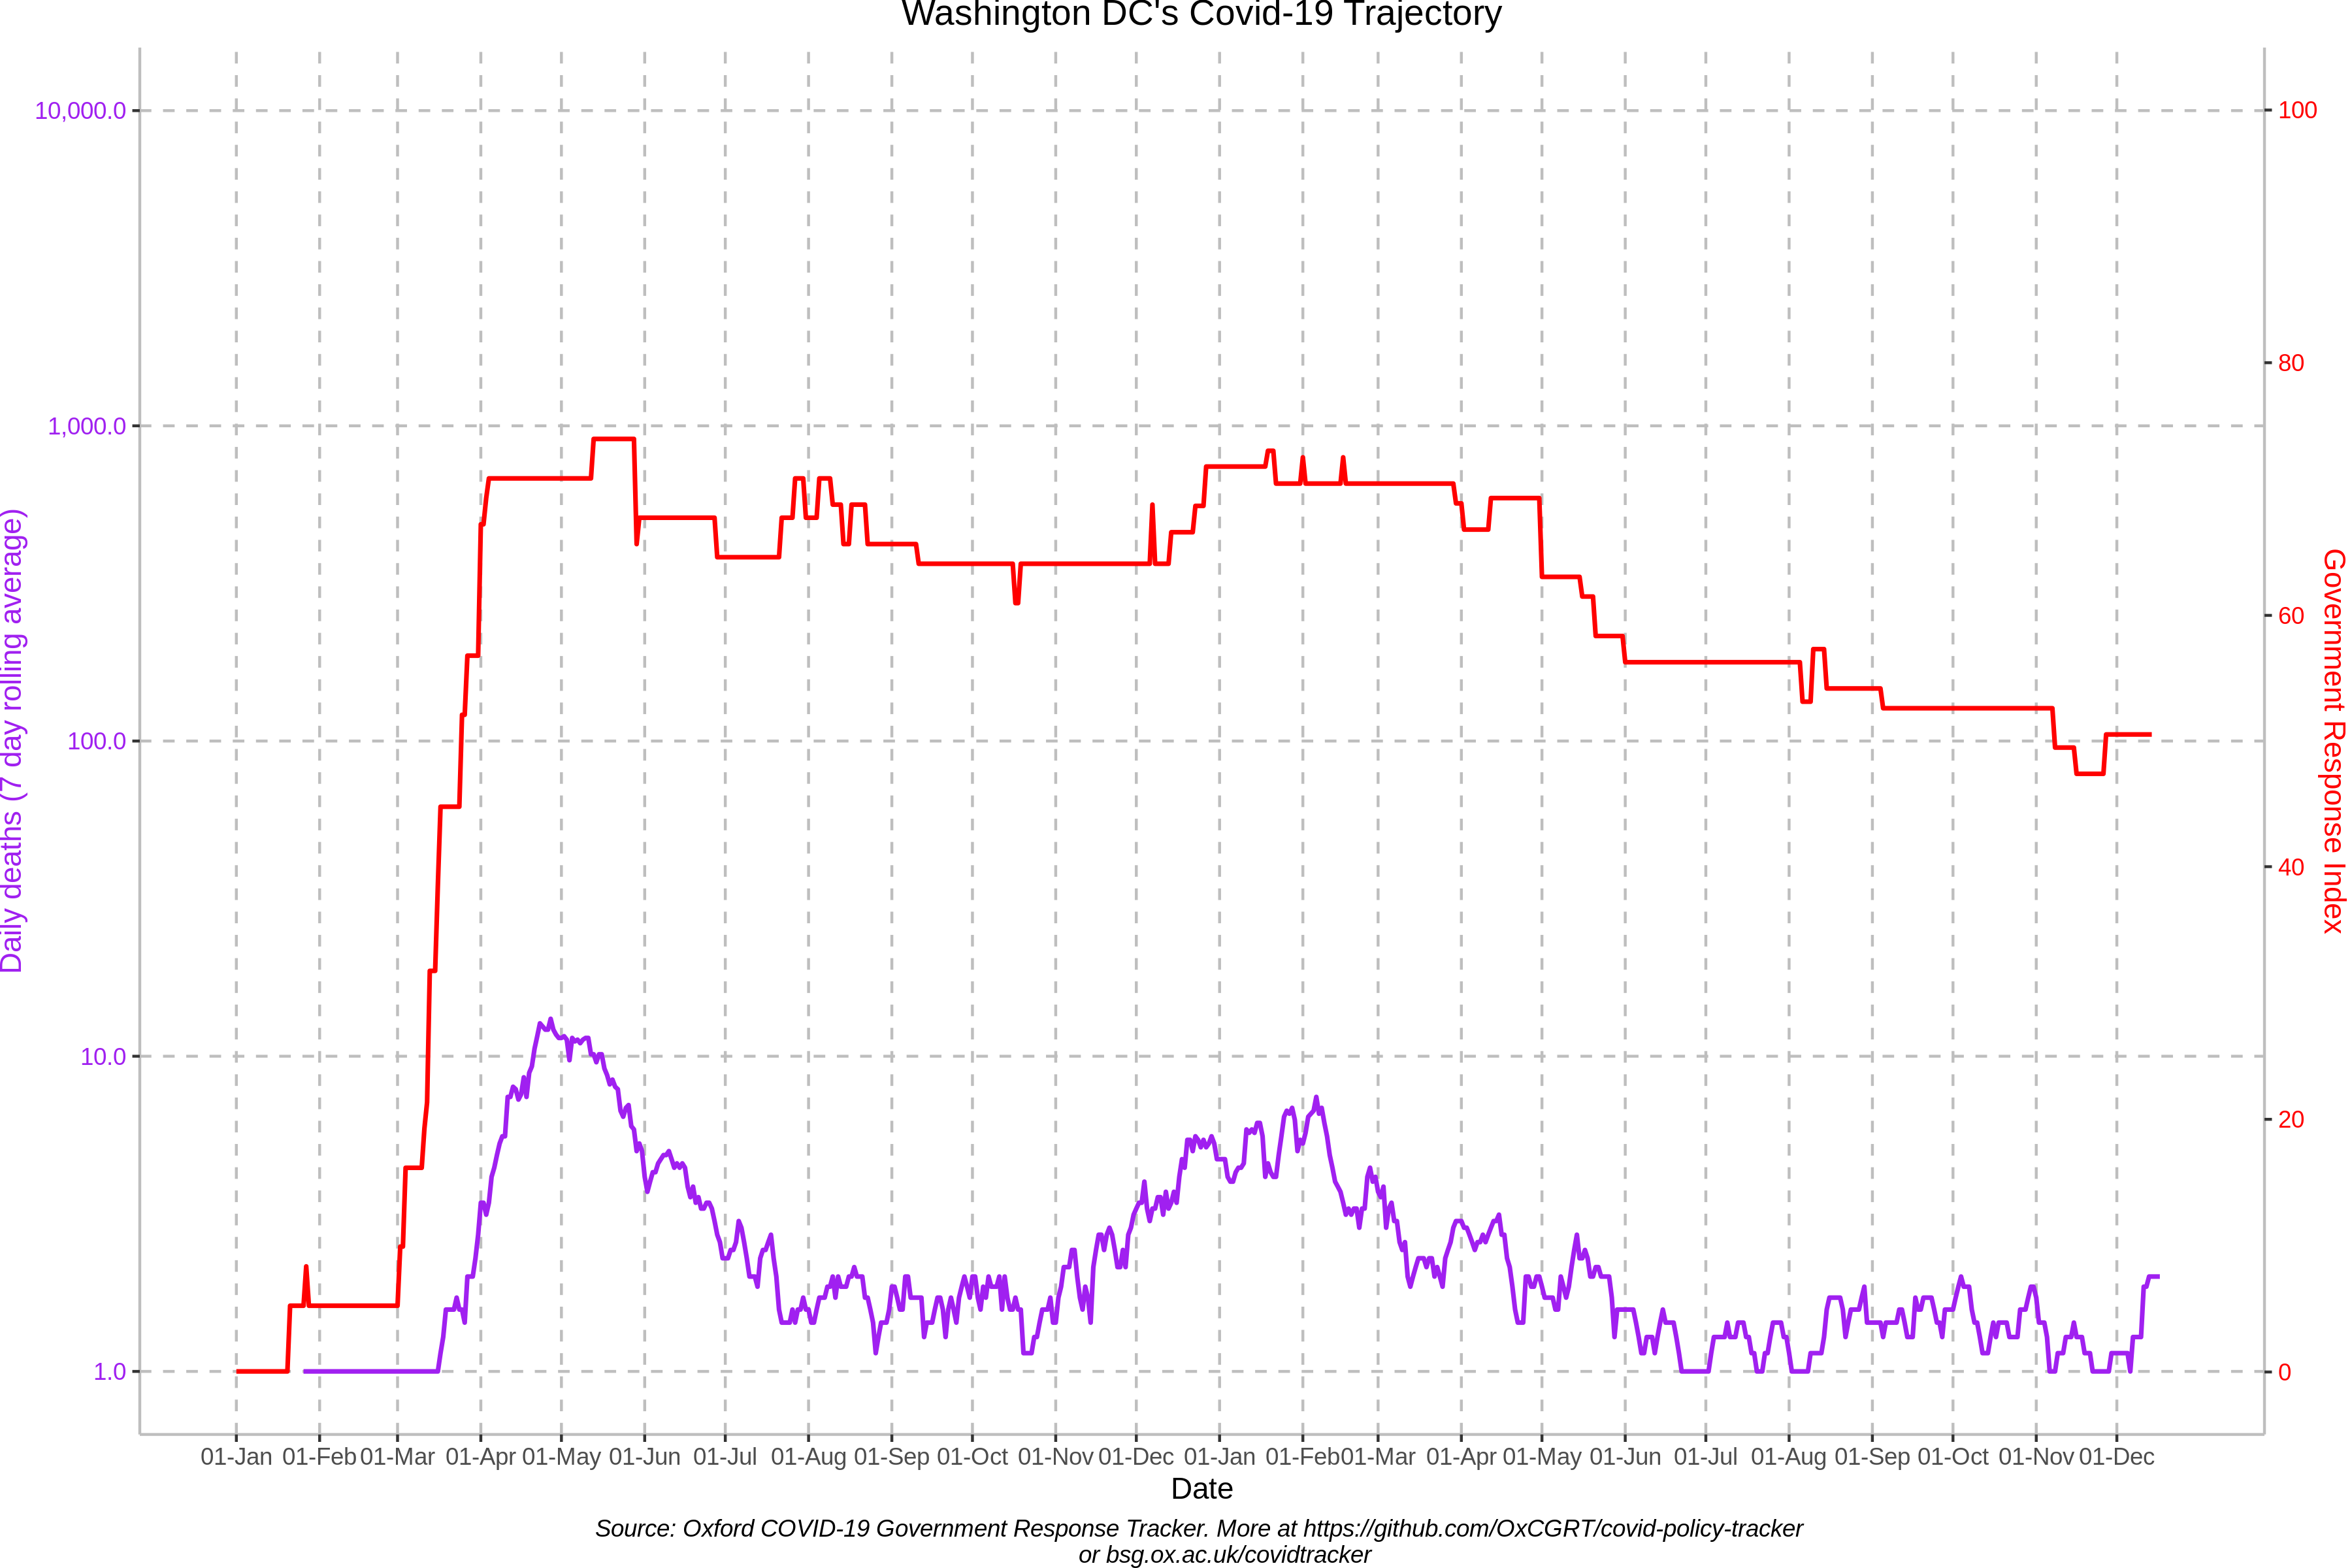 Washington DC's Covid-19 Trajectory
Daily deaths (7 day rolling average)
10,000.0
1,000.0
100.0
10.0
1.0
100
80
60
40
20
0
Government Response Index
01-Jan 01-Feb 01-Mar 01-Apr 01-May 01-Jun 01-Jul 01-Aug 01-Sep 01-Oct 01-Nov 01-Dec 01-Jan 01-Feb 01-Mar 01-Apr 01-May 01-Jun 01-Jul 01-Aug 01-Sep 01-Oct 01-Nov 01-Dec
Date
Source: Oxford COVID-19 Government Response Tracker. More at https://github.com/OxCGRT/covid-policy-tracker
or bsg.ox.ac.uk/covidtracker